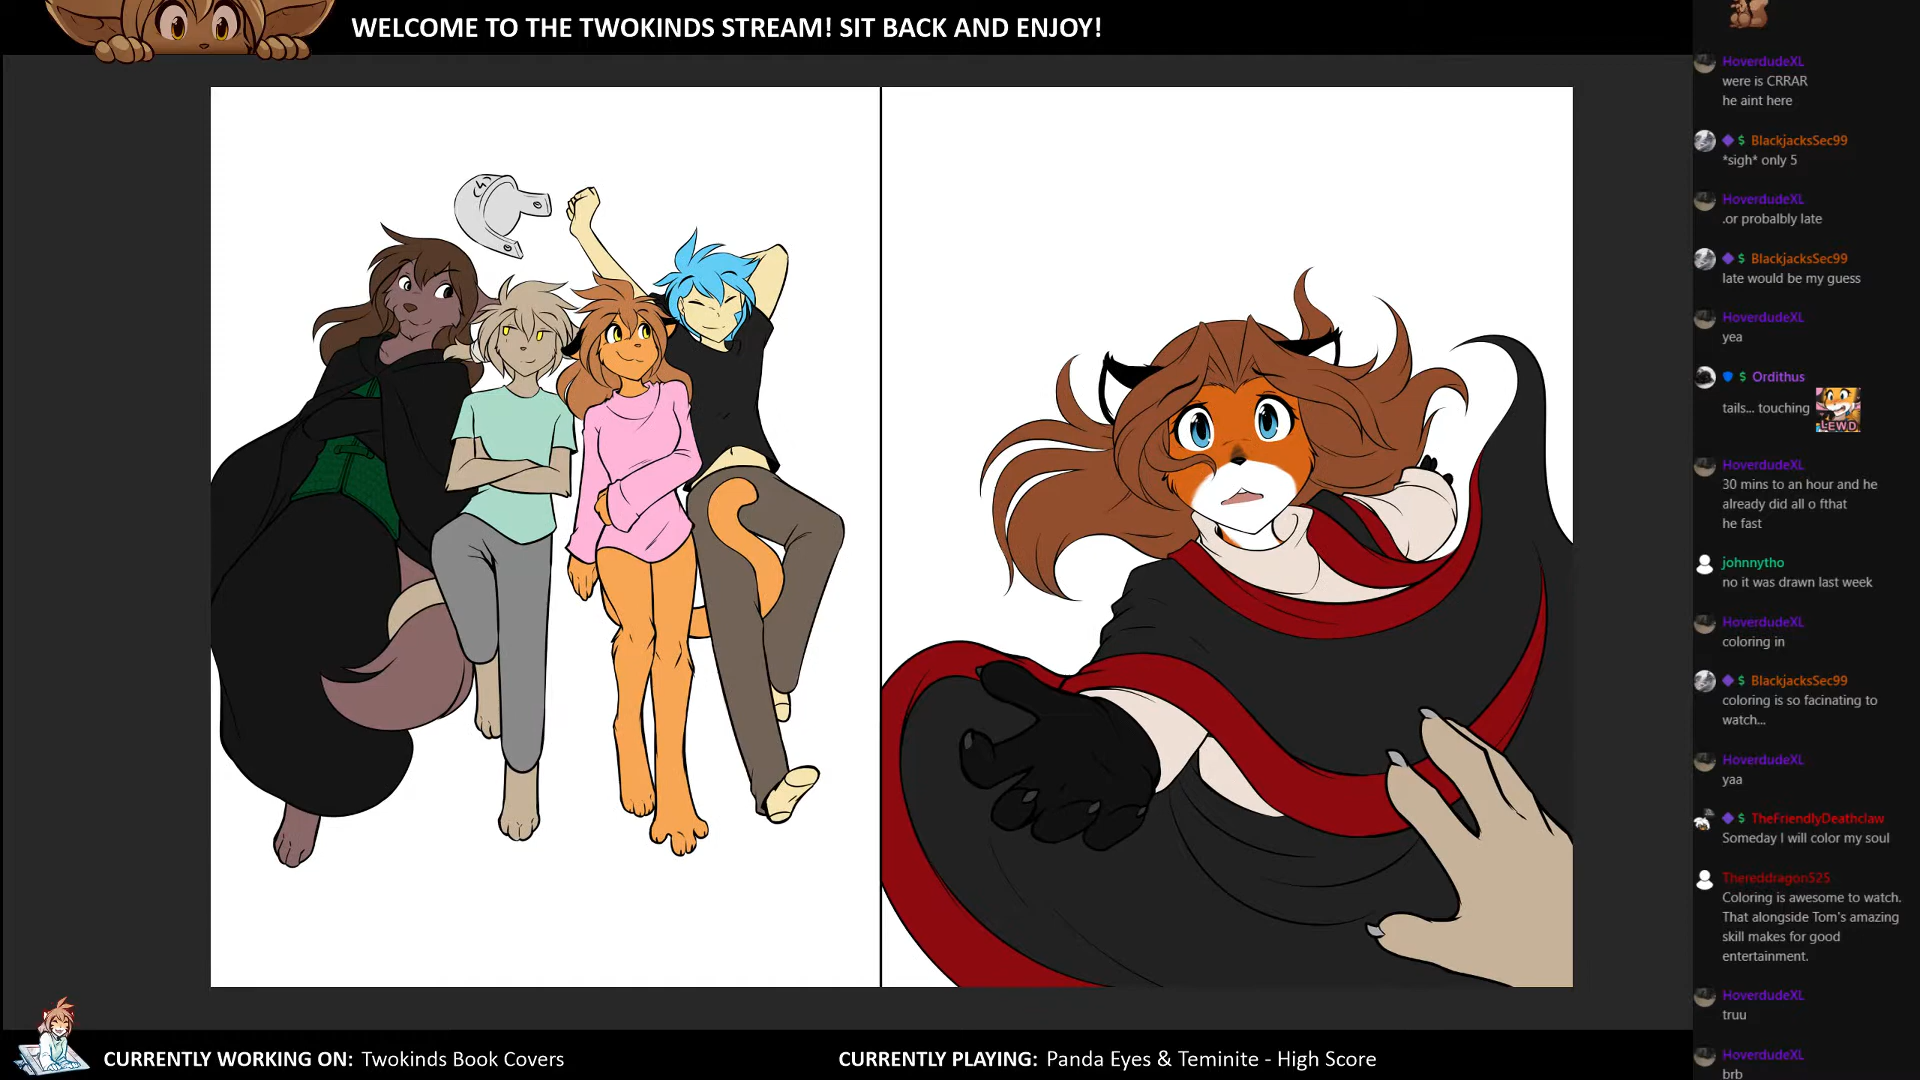 WELCOME TO THE TWOKINDS STREAM! SIT BACK AND ENJOY!
HoverdudeXL
were is CRRAR
he aint here
$ BlackjacksSec99
*sigh* only 5
HoverdudeXL
.or probalbly late
$ BlackjacksSec99
late would be my guess
HoverdudeXL
yea
$ Ordithus
tails... touching
LEWD
HoverdudeXL
30 mins to an hour and he
already did all o fthat
he fast
johnnytho
no it was drawn last week
HoverdudeXL
coloring in
$ BlackjacksSec99
coloring is so facinating to
watch...
HoverdudeXL
yaa
$ TheFriendlyDeathclaw
Someday I will color my soul
Thereddragon525
Coloring is awesome to watch.
That alongside Tom's amazing
skill makes for good
entertainment.
HoverdudeXL
truu
HoverdudeXL
brb
CURRENTLY WORKING ON: Twokinds Book Covers
CURRENTLY PLAYING: Panda Eyes & Teminite - High Score